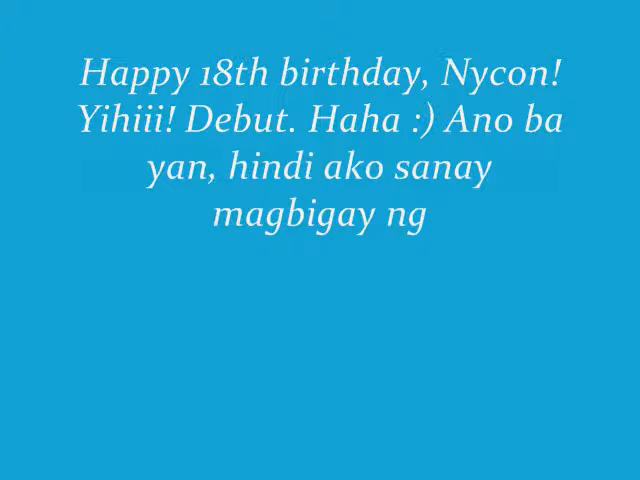 Happy 18th birthday, Nycon!
Yihiii! Debut. Haha :) Ano ba
yan, hindi ako sanay
magbigay ng